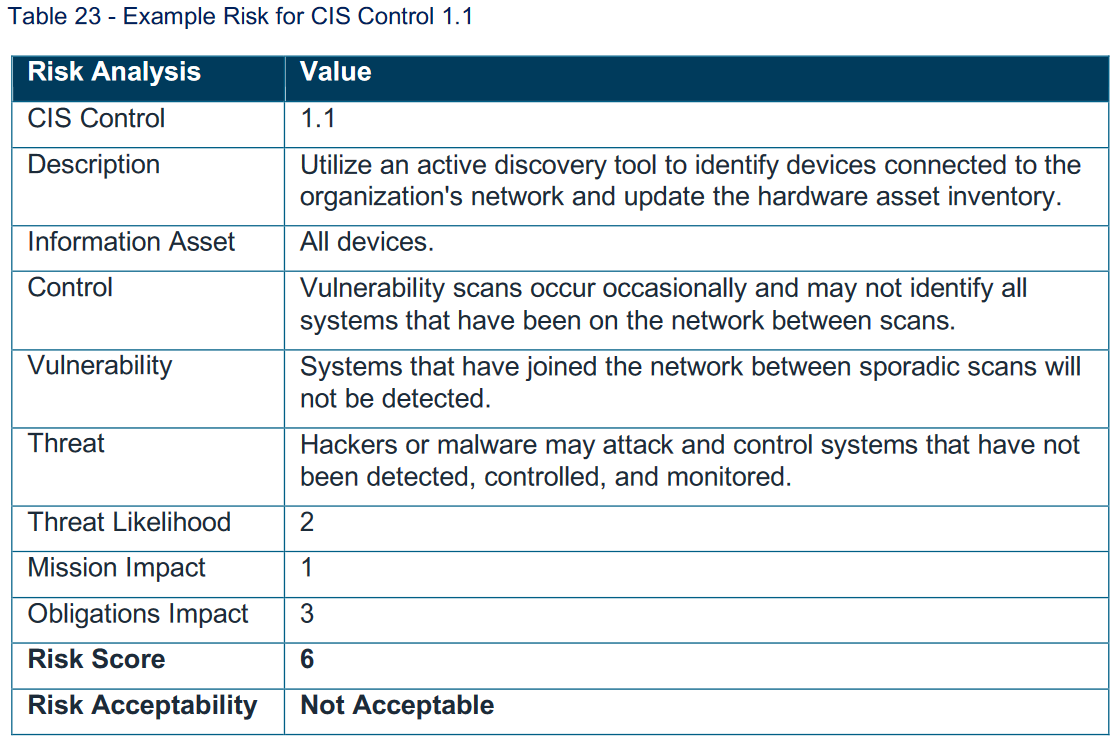 Table 23 - Example Risk for CIS Control 1.1
Risk Analysis Value
CIS Control 1.1
Description Utilize an active discovery tool to identify devices connected to the
organization's network and update the hardware asset inventory.
Information Asset All devices.
Control Vulnerability scans occur occasionally and may not identify all
systems that have been on the network between scans.
Vulnerability Systems that have joined the network between sporadic scans will
not be detected.
Threat Hackers or malware may attack and control systems that have not
been detected, controlled, and monitored.
Threat Likelihood 2
Mission Impact 1
Obligations Impact 3
Risk Score 6
Risk Acceptability Not Acceptable